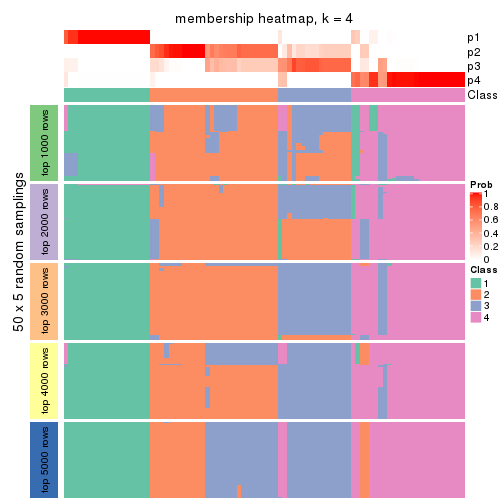 membership heatmap, k = 4
p1
p2
p3
p4
Class
50 x 5 random samplings
top 1000 rows
top 2000 rows
top 3000 rows
top 4000 rows
top 5000 rows
Prob
1
0.8
0.6
0.4
0.2
0
Class
1
2
3
4